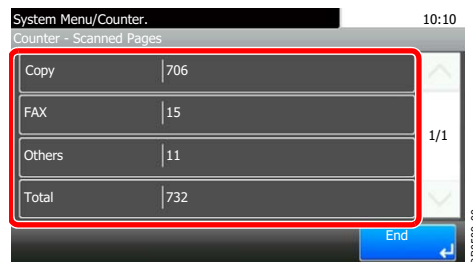 System Menu/Counter. 10:10
Counter - Scanned Pages
Copy 706
FAX 15
1/1
Others 11
Total 732
End